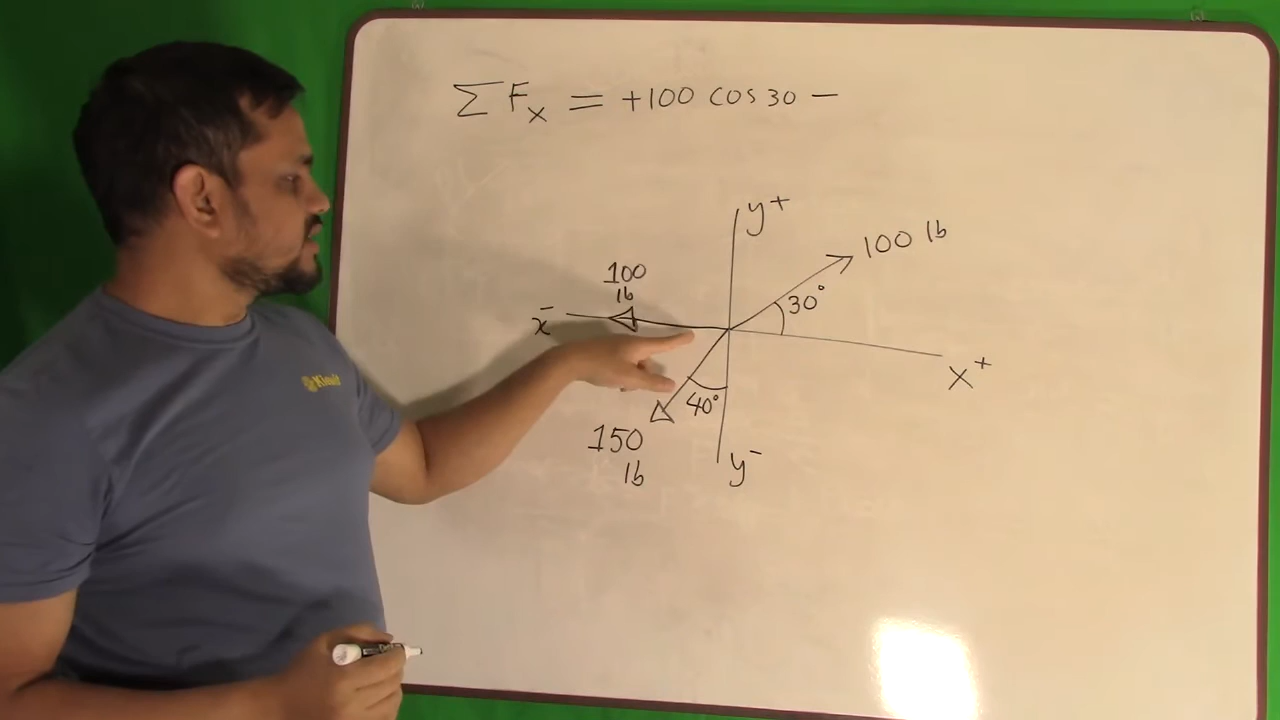 ∑Fx = +100 cos 30 −
y+
100 lb
100
lb
30°
x−
x+
40°
150
lb
y−